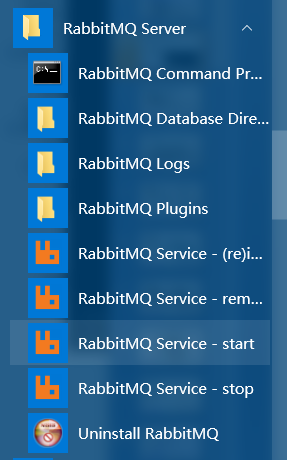 RabbitMQ Server
RabbitMQ Command Pr...
RabbitMQ Database Dire...
RabbitMQ Logs
RabbitMQ Plugins
RabbitMQ Service - (re)i...
RabbitMQ Service - rem...
RabbitMQ Service - start
RabbitMQ Service - stop
Uninstall RabbitMQ